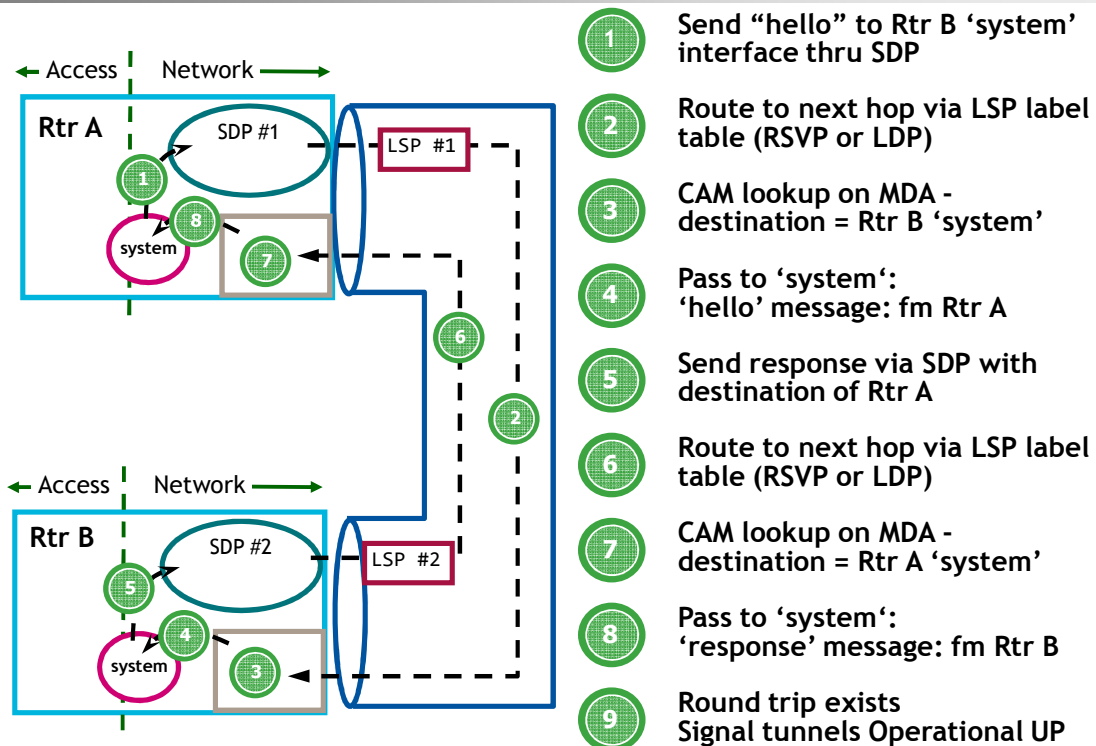 Access
Network
Rtr A
SDP #1
LSP #1
1
8
system
7
6
2
Access
Network
Rtr B
SDP #2
LSP #2
5
4
system
3
1
Send “hello” to Rtr B ‘system’
interface thru SDP
2
Route to next hop via LSP label
table (RSVP or LDP)
3
CAM lookup on MDA -
destination = Rtr B ‘system’
4
Pass to ‘system‘:
‘hello’ message: fm Rtr A
5
Send response via SDP with
destination of Rtr A
6
Route to next hop via LSP label
table (RSVP or LDP)
7
CAM lookup on MDA -
destination = Rtr A ‘system’
8
Pass to ‘system‘:
‘response’ message: fm Rtr B
9
Round trip exists
Signal tunnels Operational UP